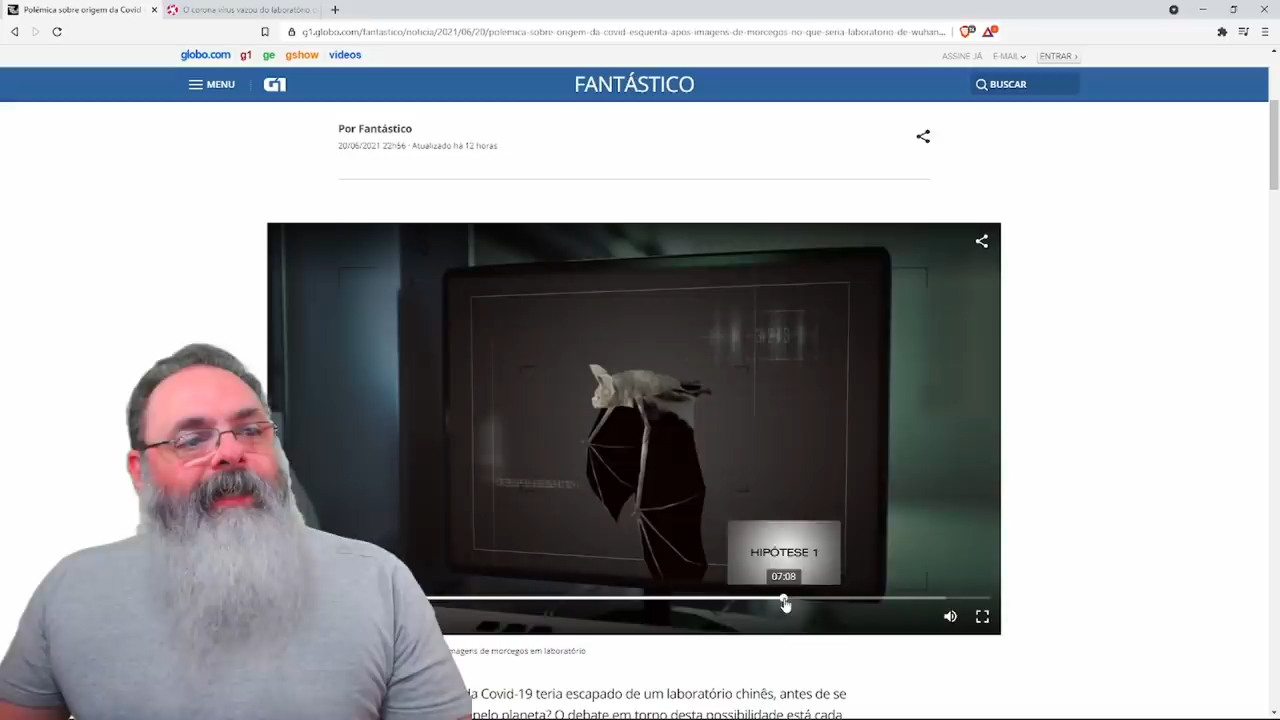 Polêmica sobre origem da Covid
O corona vírus vazou do laboratório
g1.globo.com/fantastico/noticia/2021/06/20/polemica-sobre-origem-da-covid-esquenta-apos-imagens-de-morcegos-no-que-seria-laboratorio-de-wuhan...
globo.com g1 ge gshow videos
ASSINE JÁ E-MAIL ENTRAR ›
MENU G1 FANTÁSTICO BUSCAR
Por Fantástico
20/06/2021 22h56 · Atualizado há 12 horas
HIPÓTESE 1
07:08
imagens de morcegos em laboratório
da Covid-19 teria escapado de um laboratório chinês, antes de se
pelo planeta? O debate em torno desta possibilidade está cada